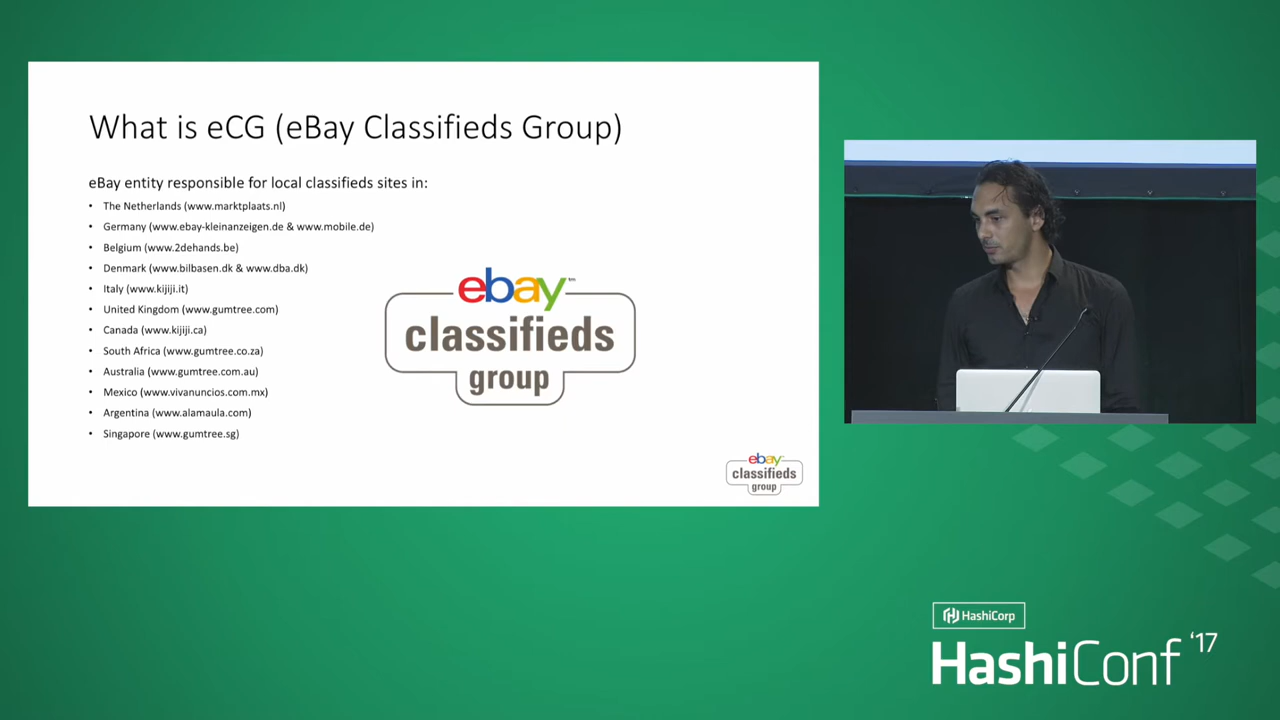 What is eCG (eBay Classifieds Group)
eBay entity responsible for local classifieds sites in:
• The Netherlands (www.marktplaats.nl)
• Germany (www.ebay-kleinanzeigen.de & www.mobile.de)
• Belgium (www.2dehands.be)
• Denmark (www.bilbasen.dk & www.dba.dk)
• Italy (www.kijiji.it)
• United Kingdom (www.gumtree.com)
• Canada (www.kijiji.ca)
• South Africa (www.gumtree.co.za)
• Australia (www.gumtree.com.au)
• Mexico (www.vivanuncios.com.mx)
• Argentina (www.alamaula.com)
• Singapore (www.gumtree.sg)
ebay™
classifieds
group
ebay
classifieds
group
HashiCorp
HashiConf '17